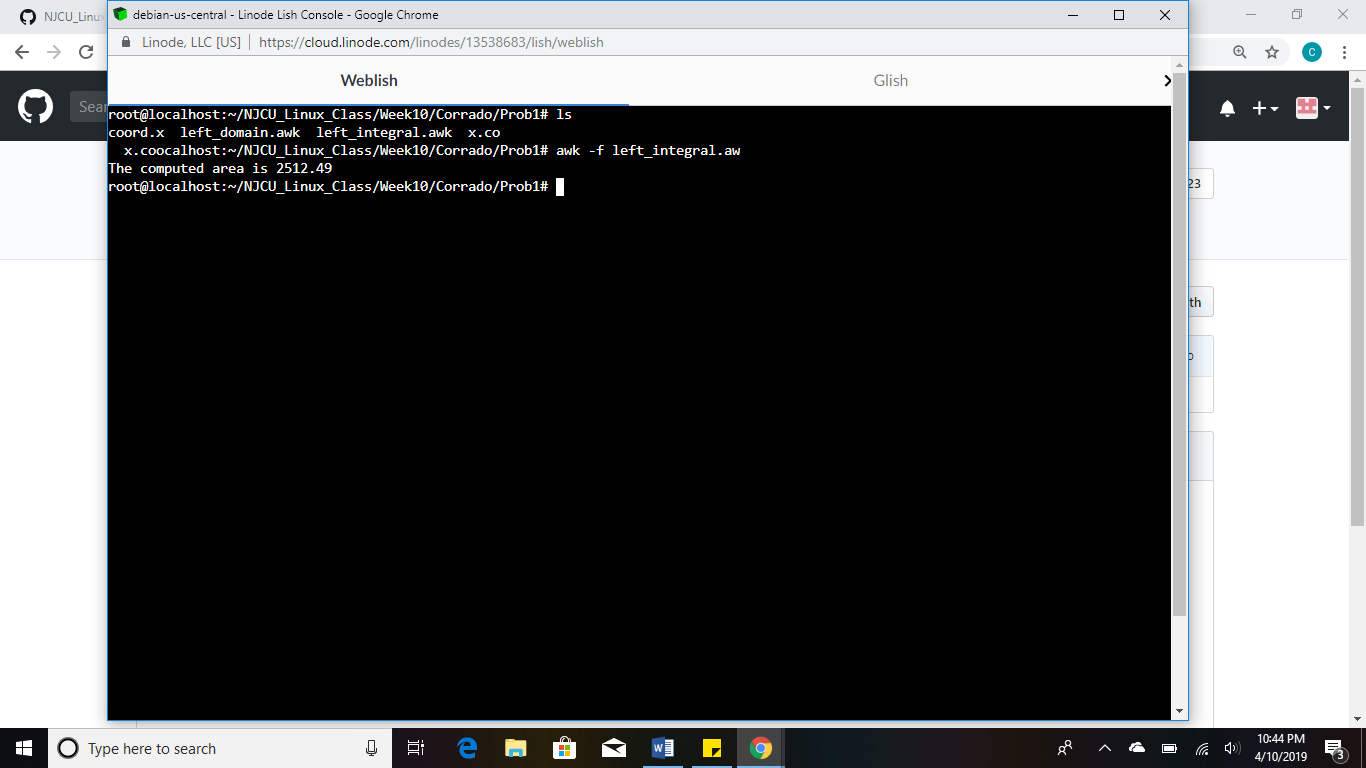 NJCU_Linu
debian-us-central - Linode Lish Console - Google Chrome
Linode, LLC [US] | https://cloud.linode.com/linodes/13538683/lish/weblish
C
Sea
Weblish
Glish
root@localhost:~/NJCU_Linux_Class/Week10/Corrado/Prob1# ls
coord.x left_domain.awk left_integral.awk x.co
x.coocalhost:~/NJCU_Linux_Class/Week10/Corrado/Prob1# awk -f left_integral.aw
The computed area is 2512.49
root@localhost:~/NJCU_Linux_Class/Week10/Corrado/Prob1#
23
th
Type here to search
10:44 PM
4/10/2019
3